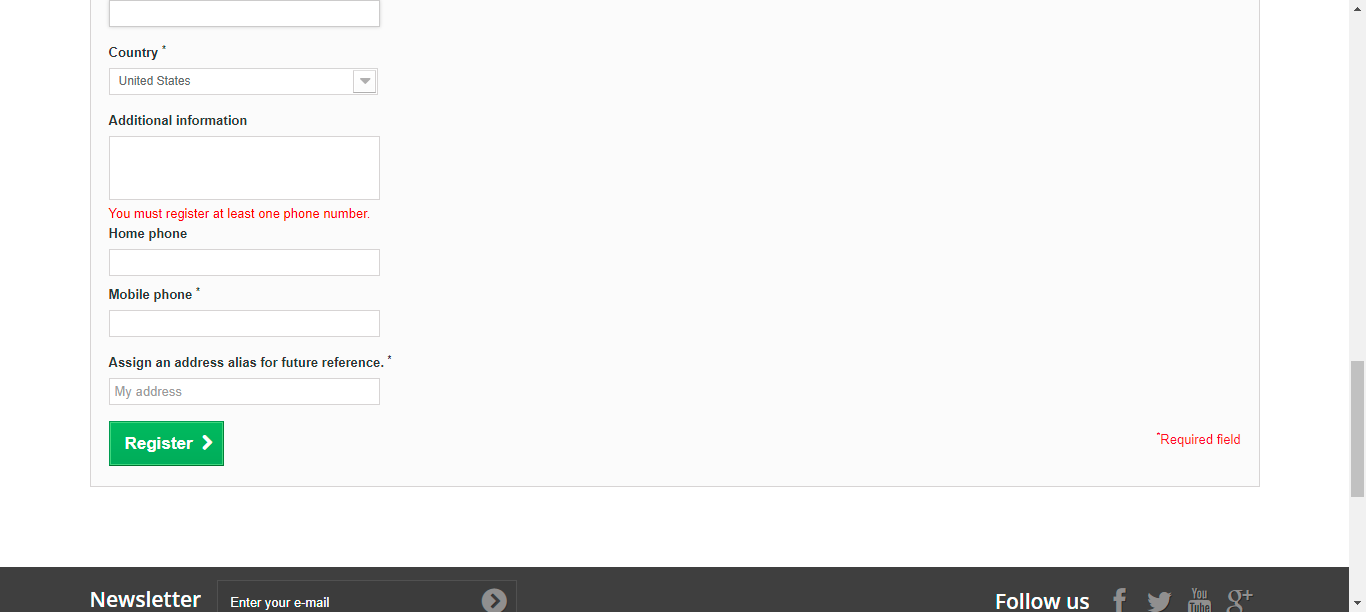 Country *
United States
Additional information
You must register at least one phone number.
Home phone
Mobile phone *
Assign an address alias for future reference. *
My address
Register
*Required field
Newsletter
Enter your e-mail
Follow us
You
Tube
g+